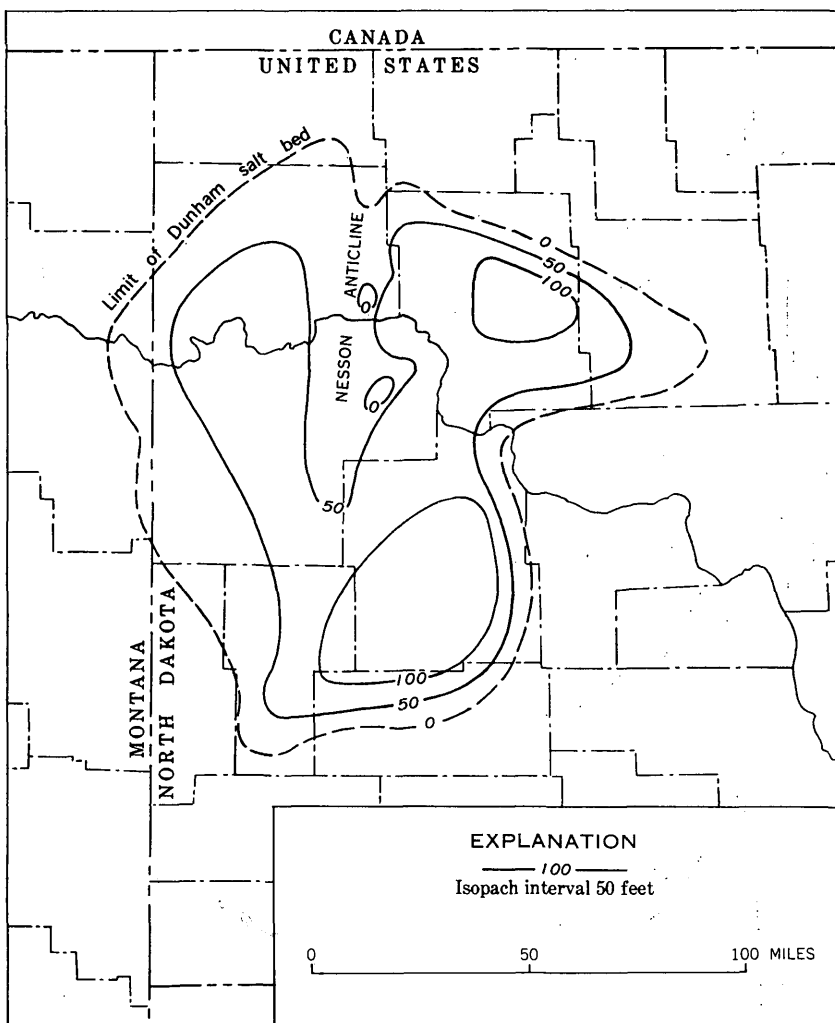 CANADA
UNITED STATES
Limit of Dunham salt bed
ANTICLINE
NESSON
0
50
100
0
0
50
100
50
0
MONTANA
NORTH DAKOTA
EXPLANATION
100
Isopach interval 50 feet
0 50 100 MILES